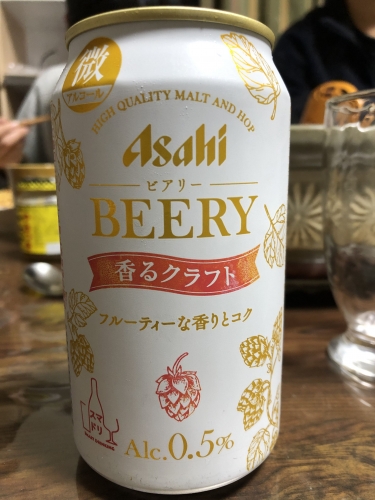 微
アルコール
HIGH QUALITY MALT AND HOP
Asahi
ビアリー
BEERY
香るクラフト
フルーティーな香りとコク
スマ
ドリ
Alc.0.5%